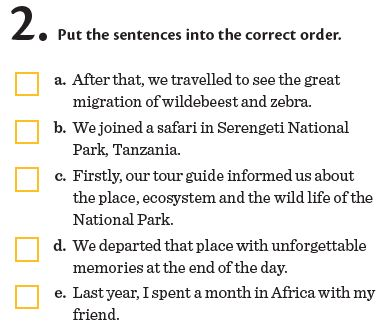 2. Put the sentences into the correct order.
a. After that, we travelled to see the great
migration of wildebeest and zebra.
b. We joined a safari in Serengeti National
Park, Tanzania.
c. Firstly, our tour guide informed us about
the place, ecosystem and the wild life of the
National Park.
d. We departed that place with unforgettable
memories at the end of the day.
e. Last year, I spent a month in Africa with my
friend.